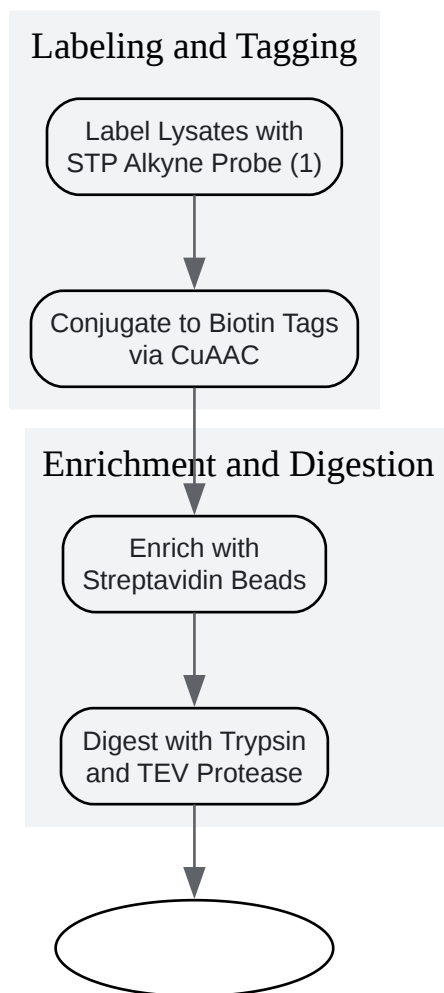 Labeling and Tagging
Label Lysates with
STP Alkyne Probe (1)
Conjugate to Biotin Tags
via CuAAC
Enrichment and Digestion
Enrich with
Streptavidin Beads
Digest with Trypsin
and TEV Protease